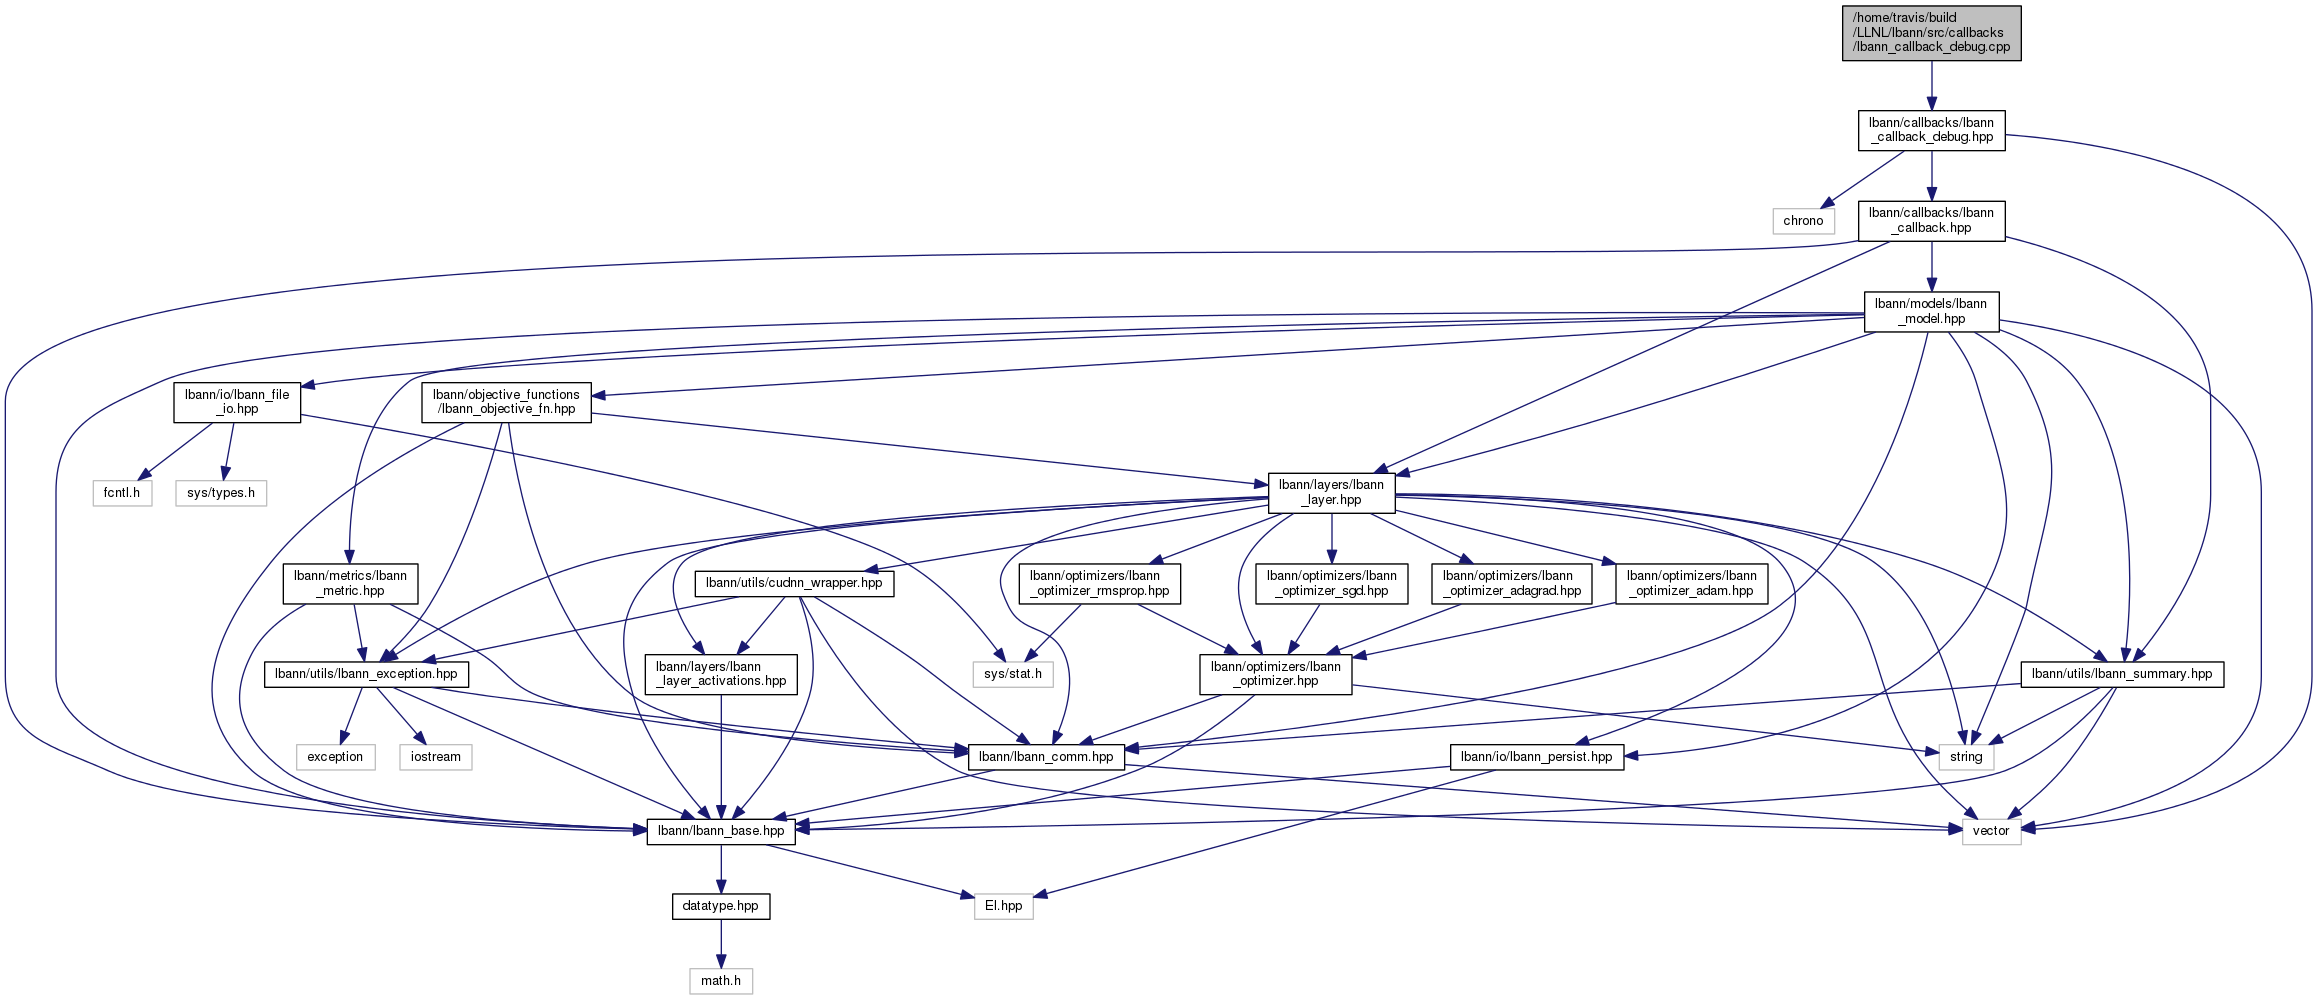 /home/travis/build
/LLNL/lbann/src/callbacks
/lbann_callback_debug.cpp
lbann/callbacks/lbann
_callback_debug.hpp
chrono
lbann/callbacks/lbann
_callback.hpp
lbann/models/lbann
_model.hpp
lbann/io/lbann_file
_io.hpp
lbann/objective_functions
/lbann_objective_fn.hpp
fcntl.h
sys/types.h
lbann/layers/lbann
_layer.hpp
lbann/metrics/lbann
_metric.hpp
lbann/utils/cudnn_wrapper.hpp
lbann/optimizers/lbann
_optimizer_rmsprop.hpp
lbann/optimizers/lbann
_optimizer_sgd.hpp
lbann/optimizers/lbann
_optimizer_adagrad.hpp
lbann/optimizers/lbann
_optimizer_adam.hpp
lbann/utils/lbann_exception.hpp
lbann/layers/lbann
_layer_activations.hpp
sys/stat.h
lbann/optimizers/lbann
_optimizer.hpp
lbann/utils/lbann_summary.hpp
exception
iostream
lbann/lbann_comm.hpp
lbann/io/lbann_persist.hpp
string
lbann/lbann_base.hpp
vector
datatype.hpp
El.hpp
math.h